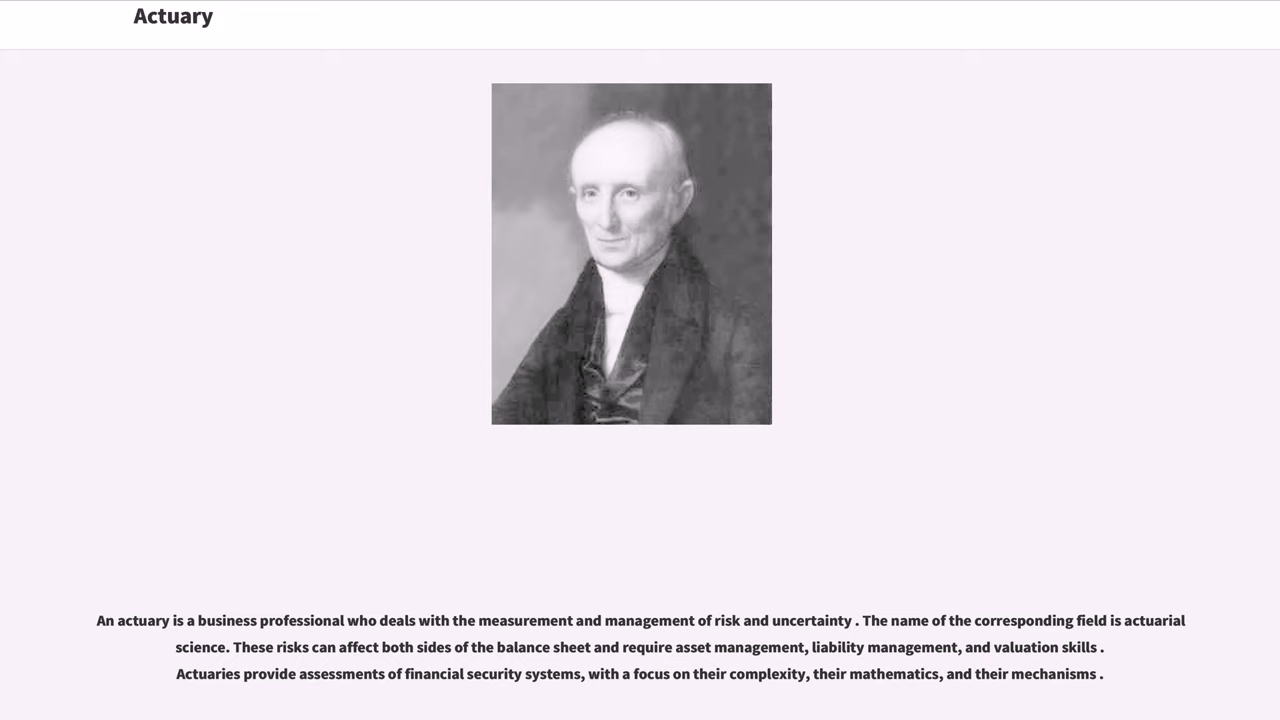 Actuary
An actuary is a business professional who deals with the measurement and management of risk and uncertainty . The name of the corresponding field is actuarial
science. These risks can affect both sides of the balance sheet and require asset management, liability management, and valuation skills .
Actuaries provide assessments of financial security systems, with a focus on their complexity, their mathematics, and their mechanisms .